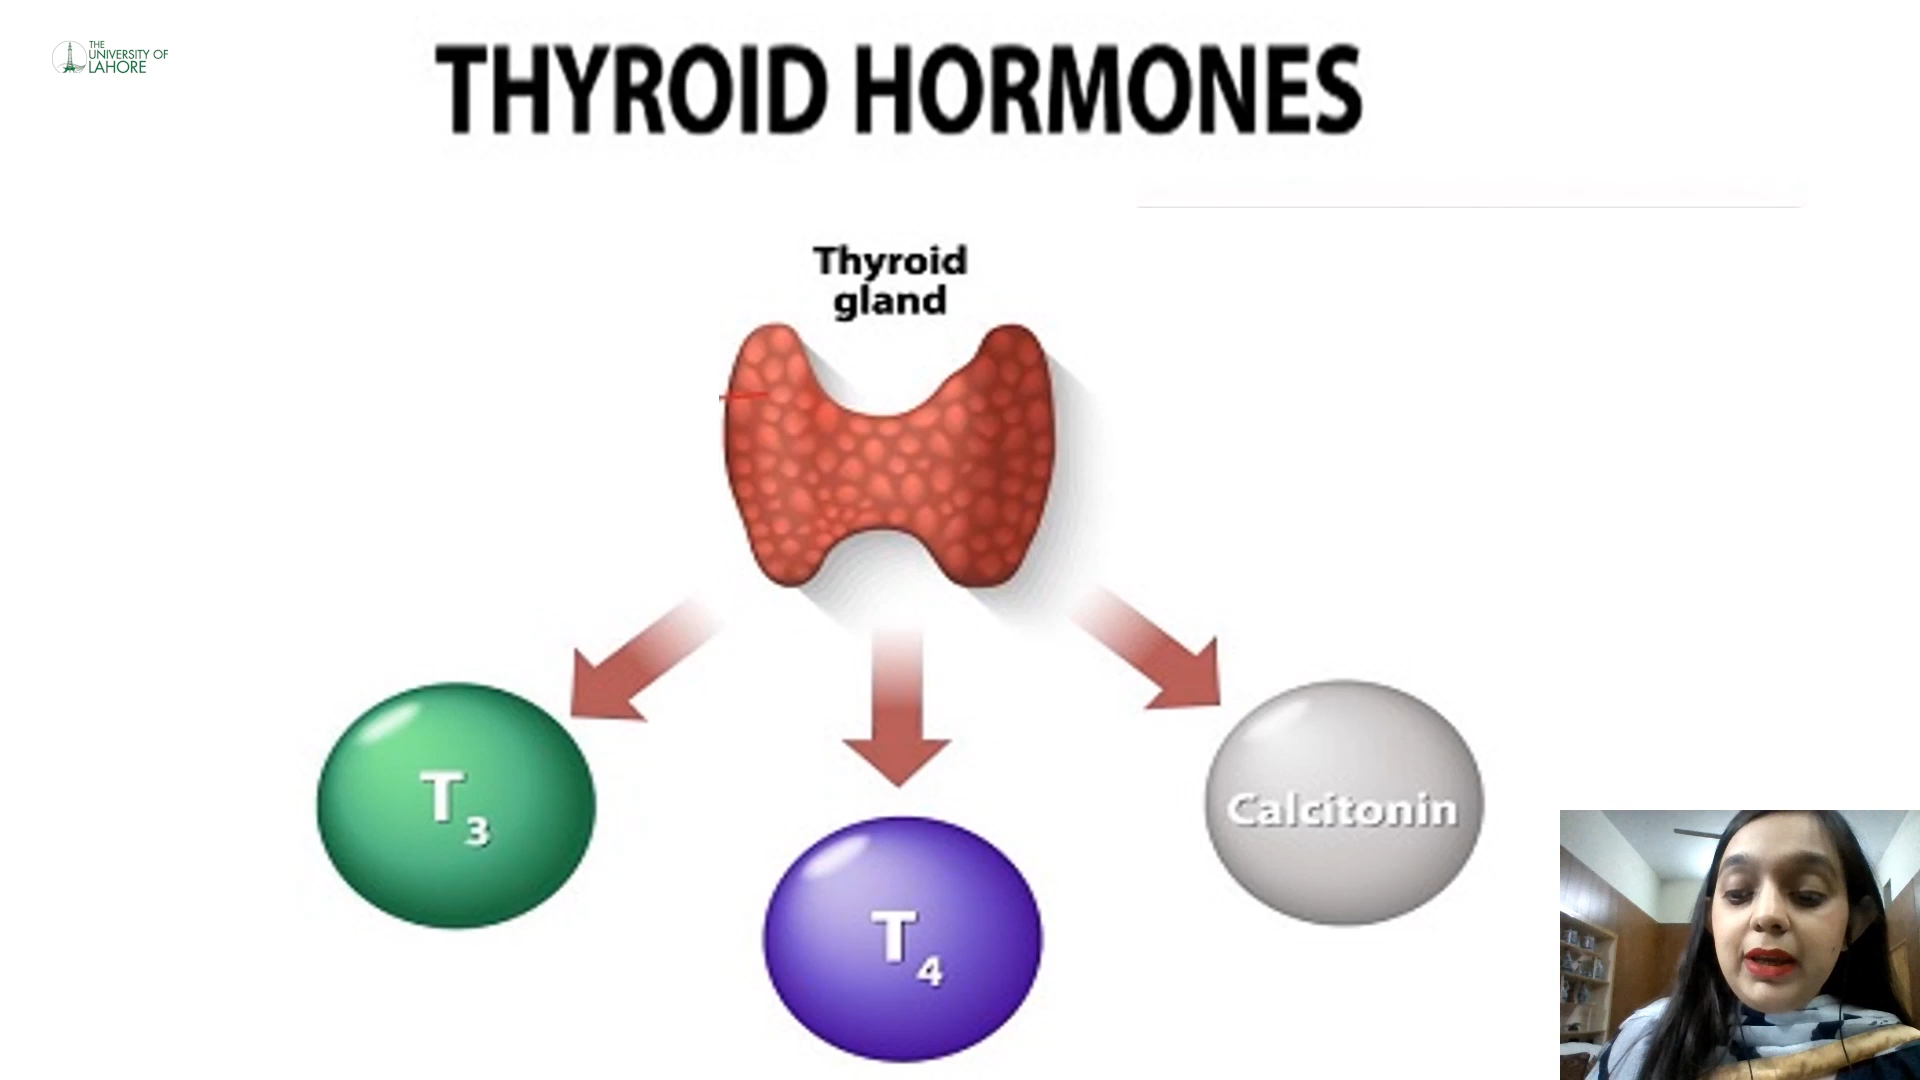 THE
UNIVERSITY OF
LAHORE
THYROID HORMONES
Thyroid
gland
T3
T4
Calcitonin